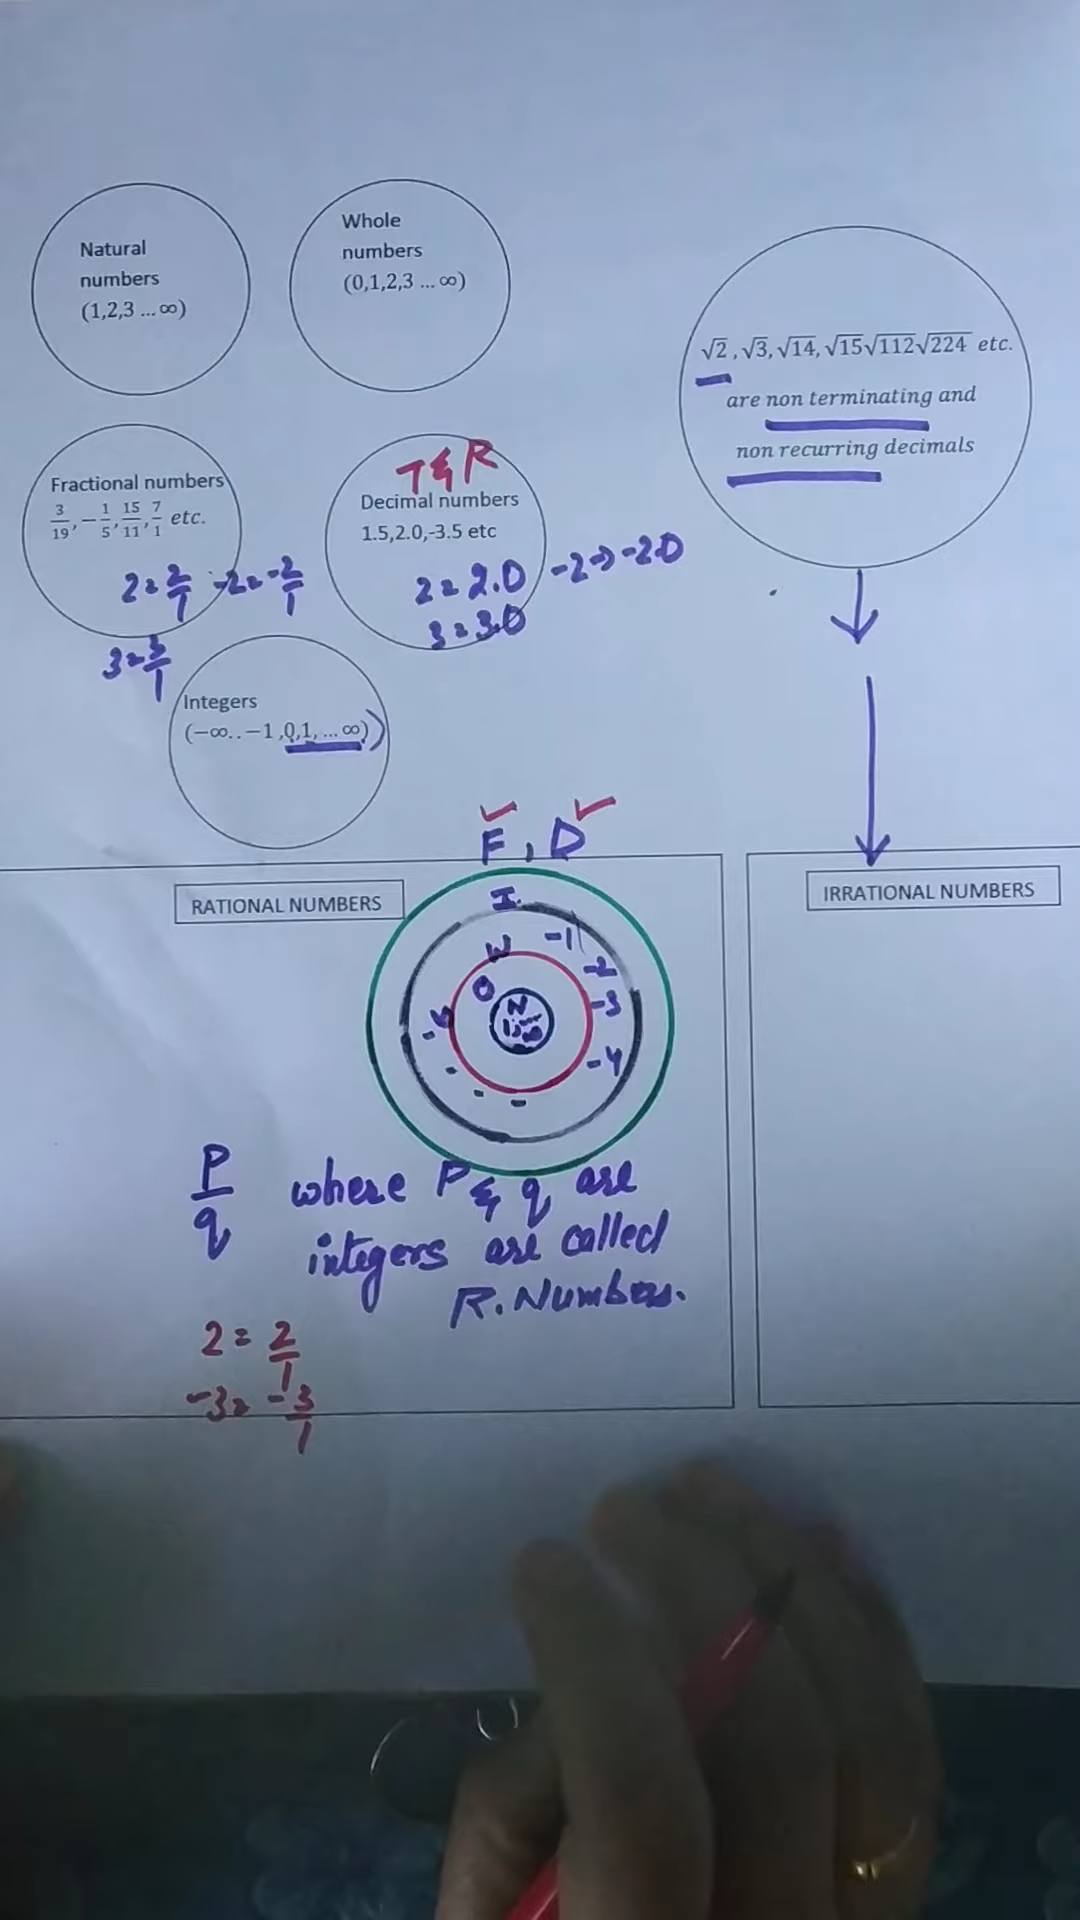 Natural
numbers
(1,2,3 ... ∞)
Whole
numbers
(0,1,2,3 ... ∞)
√2 , √3, √14, √15√112√224 etc.
are non terminating and
non recurring decimals
Fractional numbers
3/19, -1/5, 15/11, 7/1 etc.
2 = 2/1 -2 = -2/1
3 = 3/1
T & R
Decimal numbers
1.5,2.0,-3.5 etc
2 = 2.0 -2 → -2.0
3 = 3.0
Integers
(-∞.. -1 ,0,1, ... ∞)
F, D
RATIONAL NUMBERS
IRRATIONAL NUMBERS
I
W -1
-2
0 N -3
-4
P/q where P & q are
integers are called
R. Numbers.
2 = 2/1
-3 = -3/1